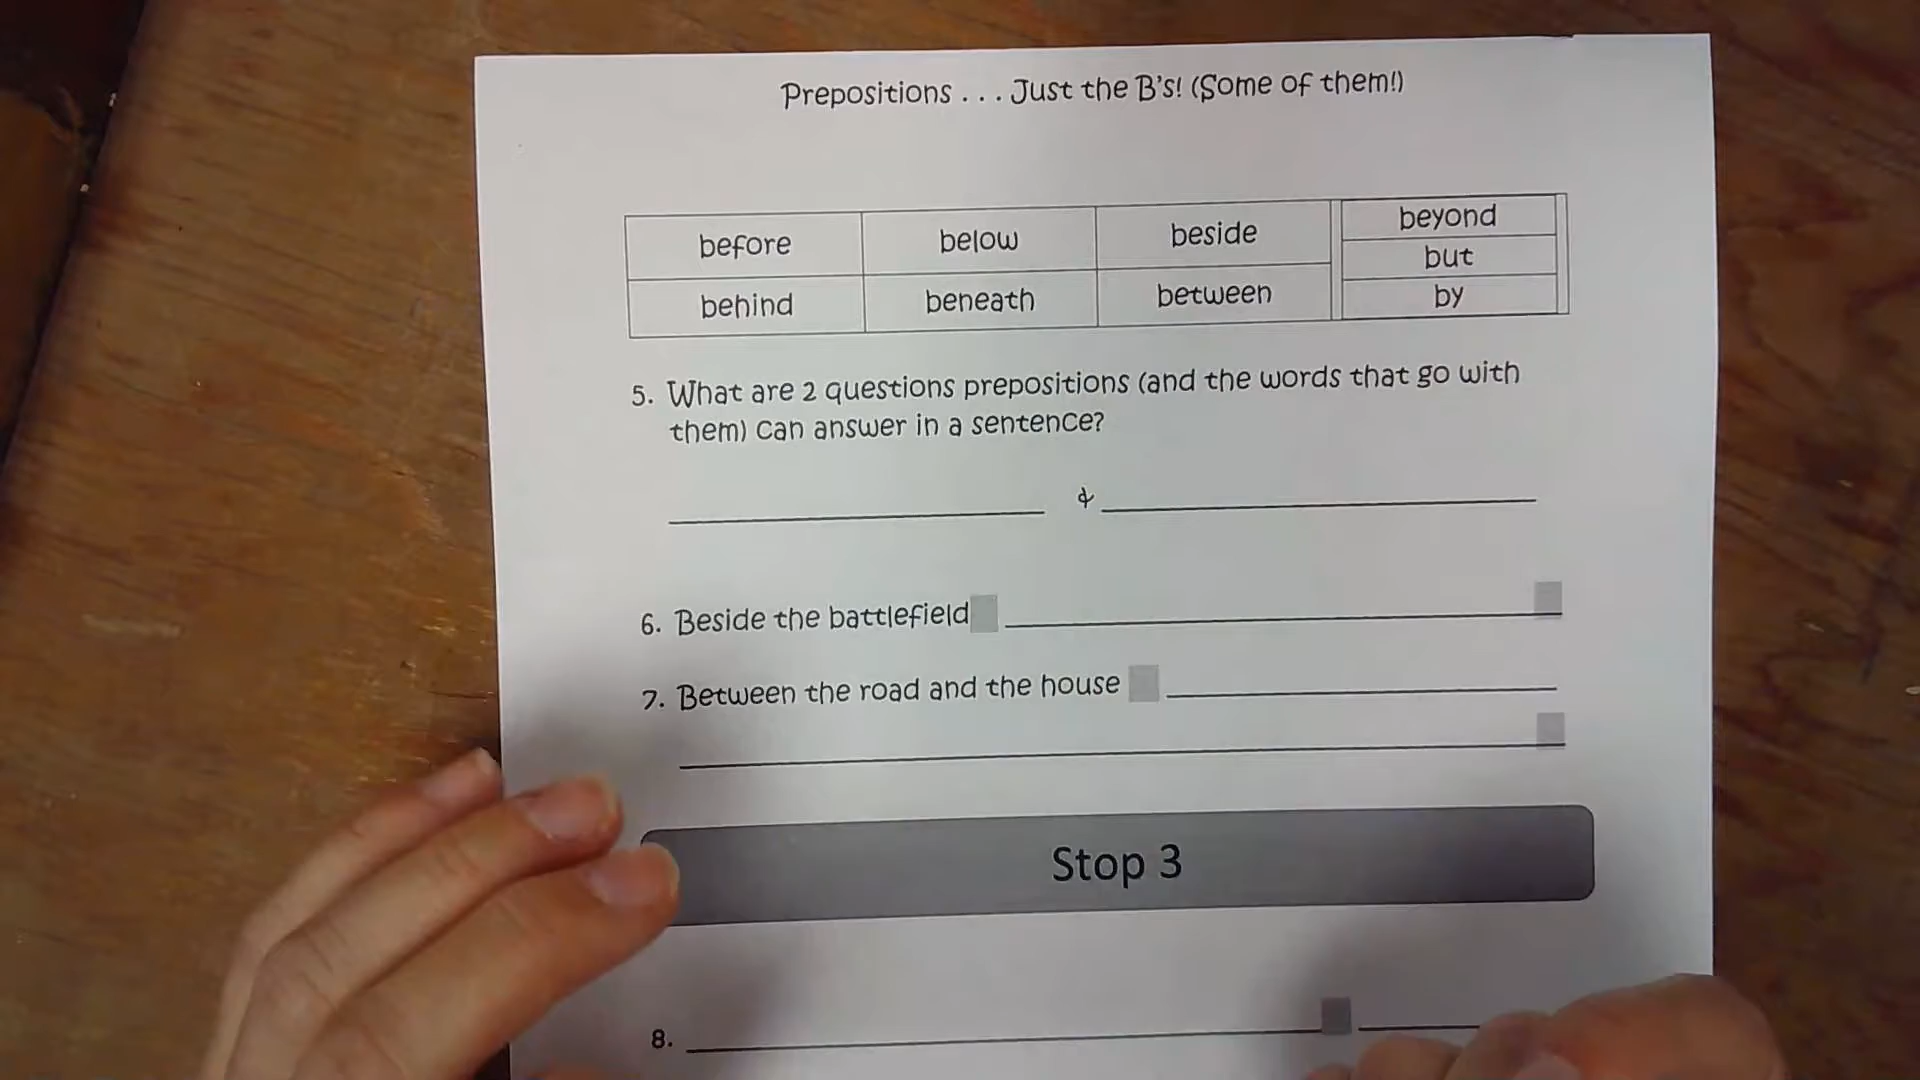 Prepositions . . . Just the B's! (Some of them!)
before below beside beyond
but
behind beneath between by
5. What are 2 questions prepositions (and the words that go with
them) can answer in a sentence?
&
6. Beside the battlefield
7. Between the road and the house
Stop 3
8.